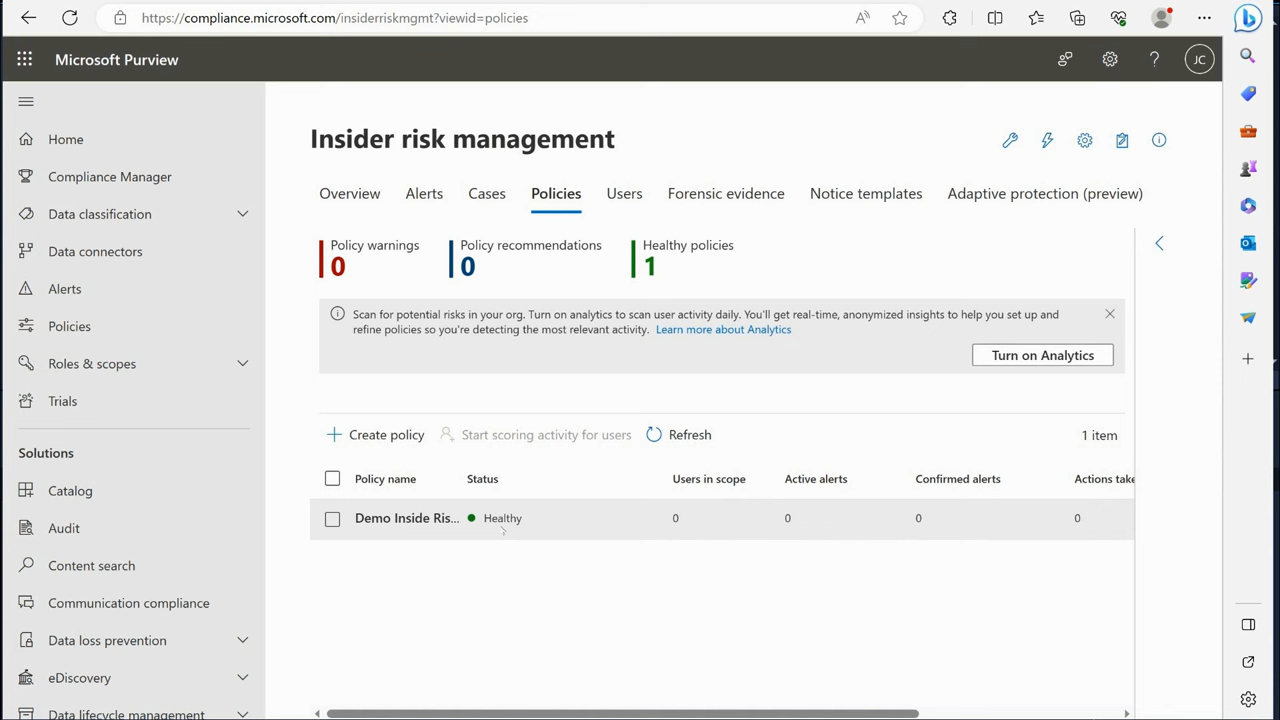 https://compliance.microsoft.com/insiderriskmgmt?viewid=policies
Microsoft Purview
JC
Home
Compliance Manager
Data classification
Data connectors
Alerts
Policies
Roles & scopes
Trials
Solutions
Catalog
Audit
Content search
Communication compliance
Data loss prevention
eDiscovery
Data lifecycle management
Insider risk management
Overview Alerts Cases Policies Users Forensic evidence Notice templates Adaptive protection (preview)
Policy warnings Policy recommendations Healthy policies
0 0 1
Scan for potential risks in your org. Turn on analytics to scan user activity daily. You'll get real-time, anonymized insights to help you set up and
refine policies so you're detecting the most relevant activity. Learn more about Analytics
Turn on Analytics
Create policy Start scoring activity for users Refresh 1 item
Policy name Status Users in scope Active alerts Confirmed alerts Actions take
Demo Inside Ris... Healthy 0 0 0 0